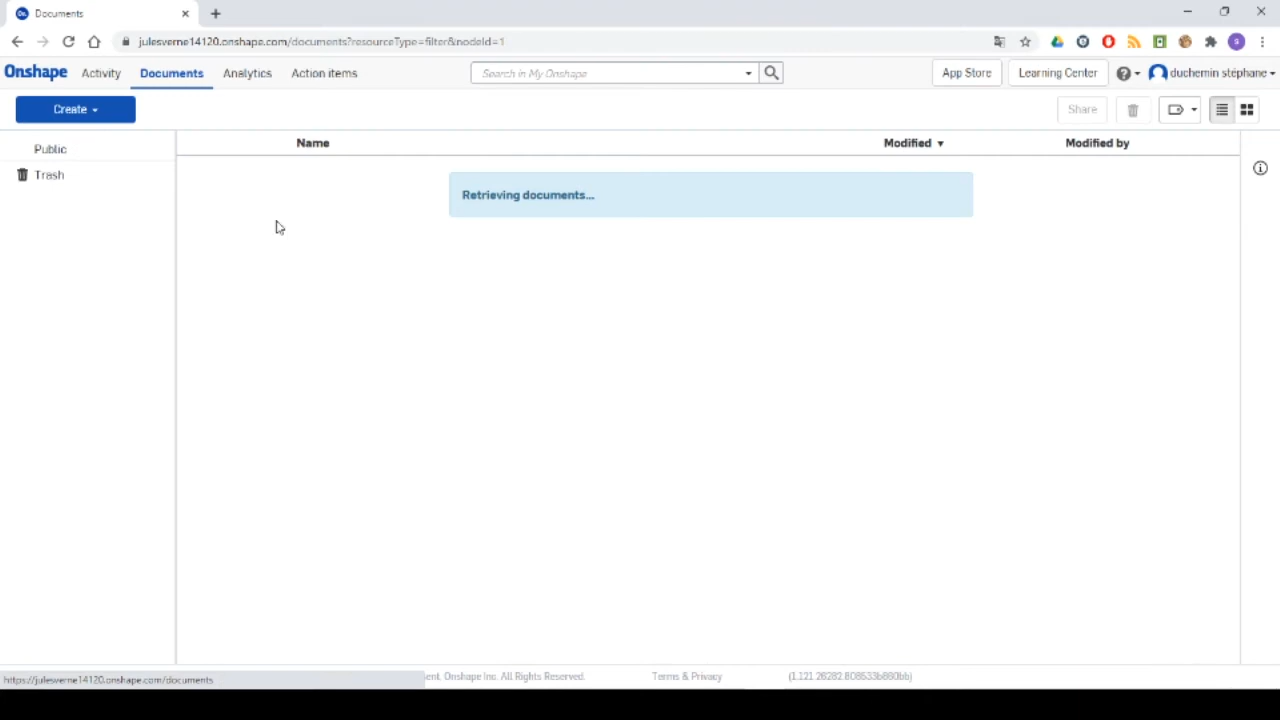 Documents
julesverne14120.onshape.com/documents?resourceType=filter&nodeId=1
Onshape Activity Documents Analytics Action items Search in My Onshape App Store Learning Center duchemin stéphane
Create Share
Public
Trash
Name Modified Modified by
Retrieving documents...
https://julesverne14120.onshape.com/documents
ent, Onshape Inc. All Rights Reserved. Terms & Privacy